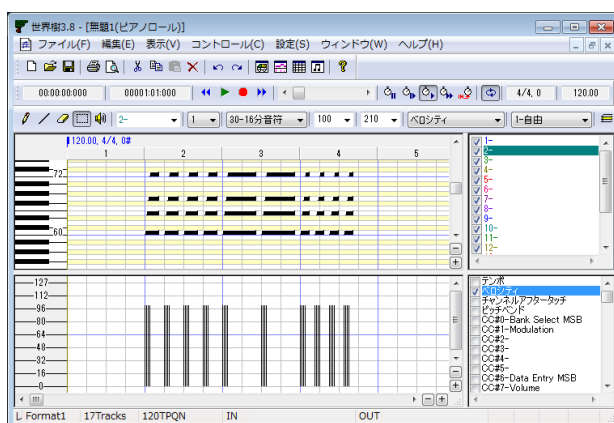 世界樹3.8 - [無題1(ピアノロール)]
ファイル(F) 編集(E) 表示(V) コントロール(C) 設定(S) ウィンドウ(W) ヘルプ(H)
00:00:00:000 00001:01:000 4/4, 0 120.00
2- 1 30-16分音符 100 210 ベロシティ 1-自由
120.00, 4/4, 0#
1 2 3 4 5
72
60
1-
2-
3-
4-
5-
6-
7-
8-
9-
10-
11-
12-
127
112
96
80
64
48
32
16
0
テンポ
ベロシティ
チャンネルアフタータッチ
ピッチベンド
CC#0-Bank Select MSB
CC#1-Modulation
CC#2-
CC#3-
CC#4-
CC#5-
CC#6-Data Entry MSB
CC#7-Volume
Format1 17Tracks 120TPQN IN OUT